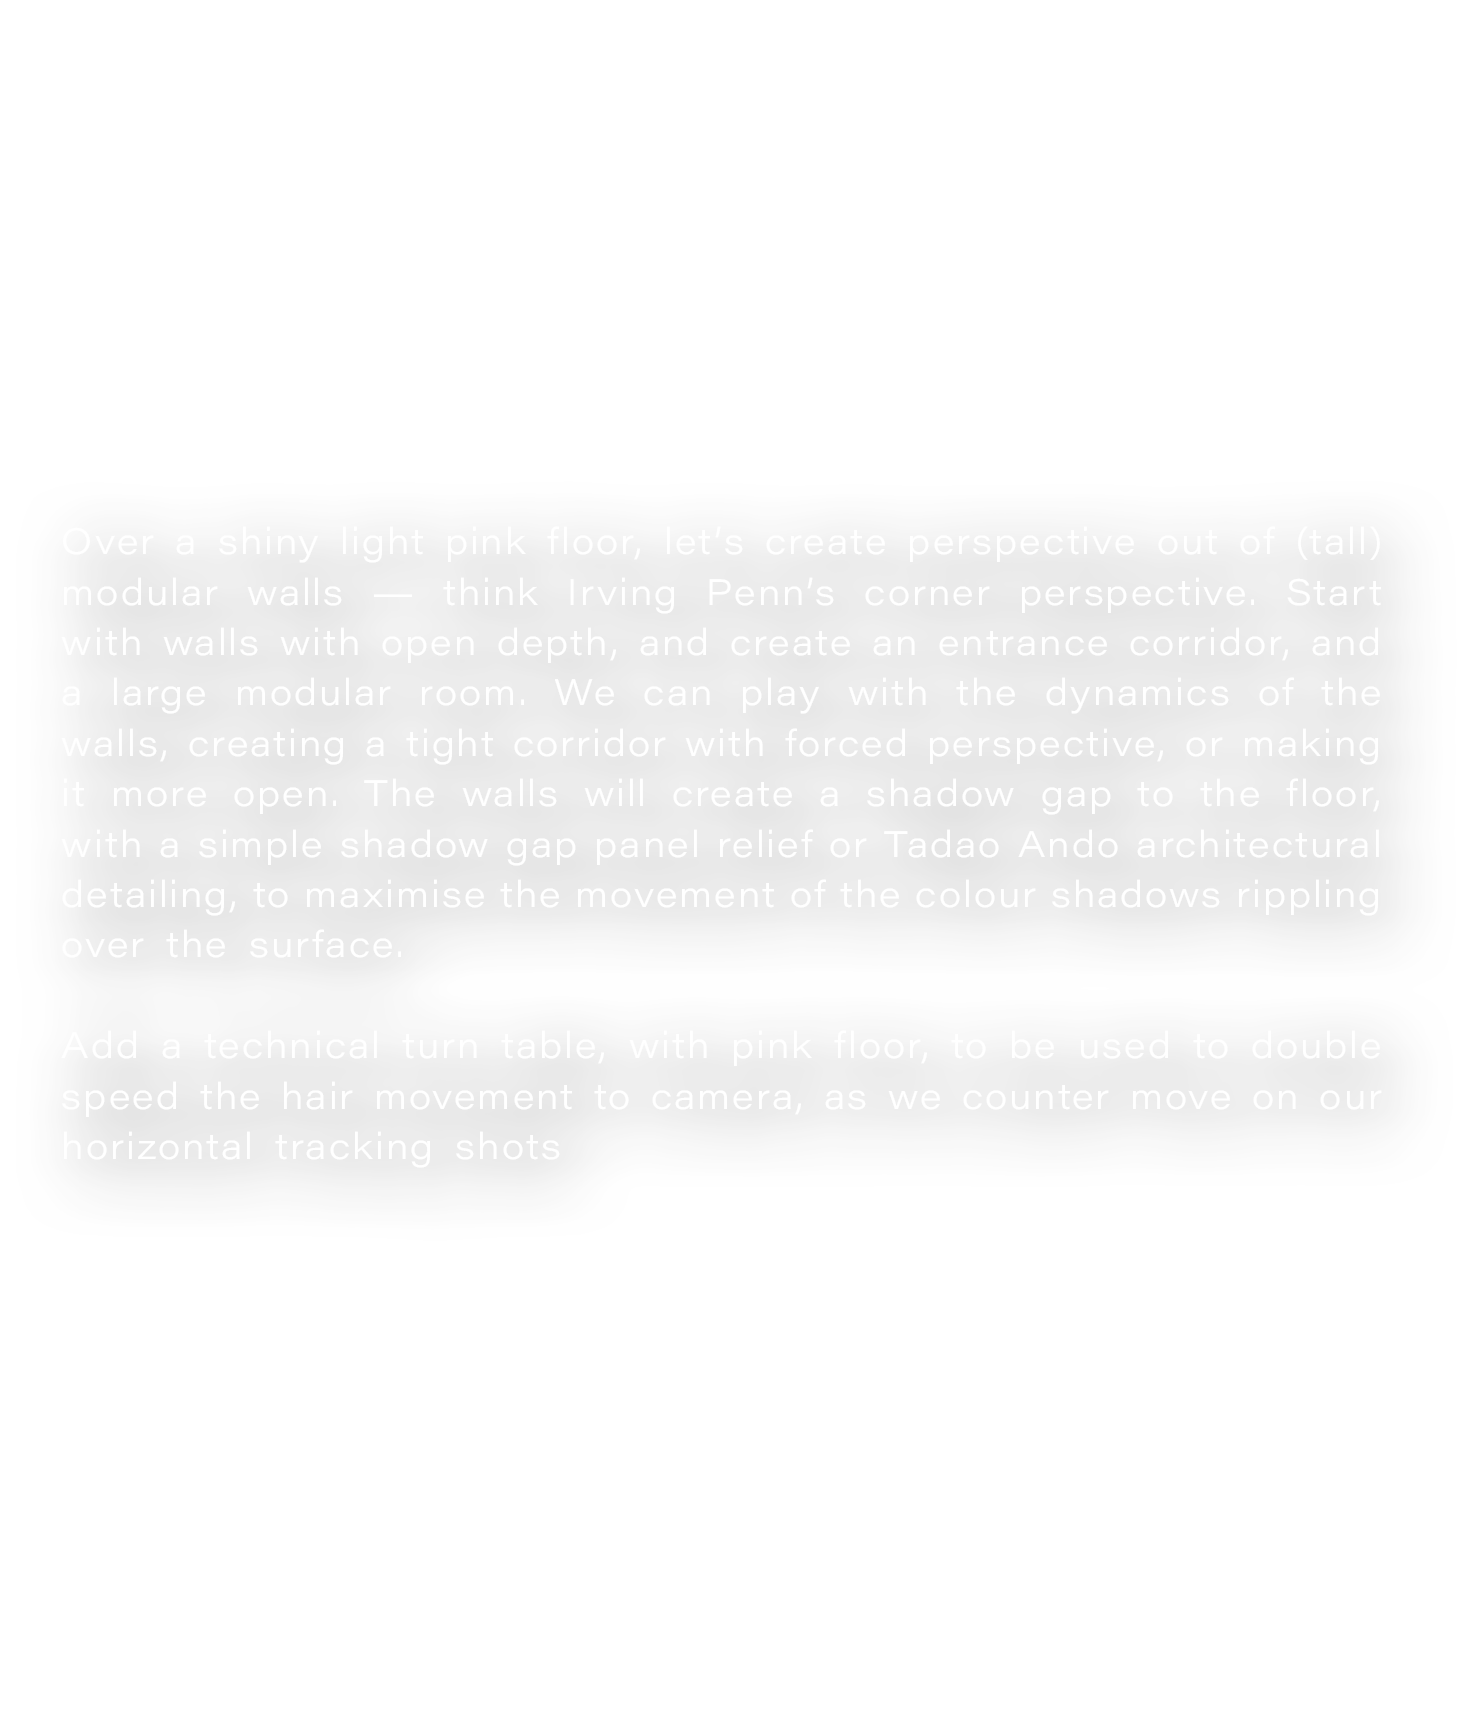 Over a shiny light pink floor, let’s create perspective out of (tall)
modular walls — think Irving Penn’s corner perspective. Start
with walls with open depth, and create an entrance corridor, and
a large modular room. We can play with the dynamics of the
walls, creating a tight corridor with forced perspective, or making
it more open. The walls will create a shadow gap to the floor,
with a simple shadow gap panel relief or Tadao Ando architectural
detailing, to maximise the movement of the colour shadows rippling
over the surface.
Add a technical turn table, with pink floor, to be used to double
speed the hair movement to camera, as we counter move on our
horizontal tracking shots